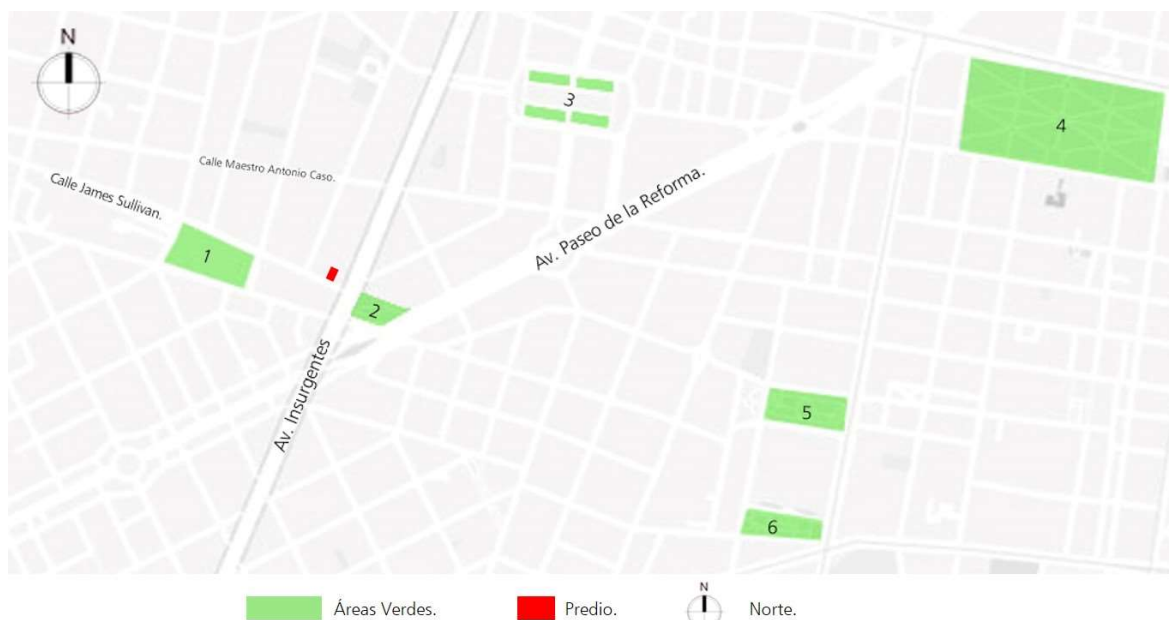 N
3
4
Calle Maestro Antonio Caso.
Calle James Sullivan.
Av. Paseo de la Reforma.
1
2
Av. Insurgentes
5
6
Áreas Verdes.
Predio.
N
Norte.